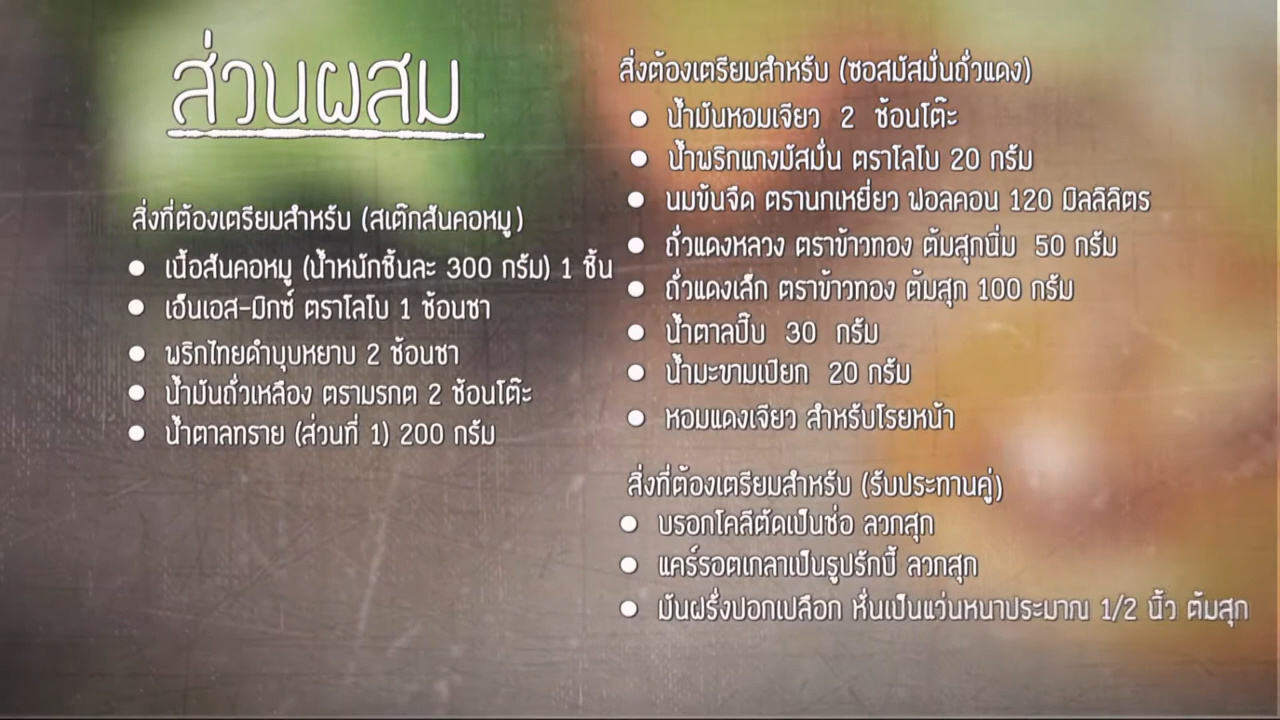 ส่วนผสม
สิ่งที่ต้องเตรียมสำหรับ (สเต๊กสันคอหมู)
● เนื้อสันคอหมู (น้ำหนักชิ้นละ 300 กรัม) 1 ชิ้น
● เอ็นเอส-มิกซ์ ตราโลโบ 1 ช้อนชา
● พริกไทยดำบุบหยาบ 2 ช้อนชา
● น้ำมันถั่วเหลือง ตรามรกต 2 ช้อนโต๊ะ
● น้ำตาลทราย (ส่วนที่ 1) 200 กรัม
สิ่งต้องเตรียมสำหรับ (ซอสมัสมั่นถั่วแดง)
● น้ำมันหอมเจียว 2 ช้อนโต๊ะ
● น้ำพริกแกงมัสมั่น ตราโลโบ 20 กรัม
● นมข้นจืด ตรานกเหยี่ยว ฟอลคอน 120 มิลลิลิตร
● ถั่วแดงหลวง ตราข้าวทอง ต้มสุกนิ่ม 50 กรัม
● ถั่วแดงเล็ก ตราข้าวทอง ต้มสุก 100 กรัม
● น้ำตาลปี๊บ 30 กรัม
● น้ำมะขามเปียก 20 กรัม
● หอมแดงเจียว สำหรับโรยหน้า
สิ่งที่ต้องเตรียมสำหรับ (รับประทานคู่)
● บรอกโคลีตัดเป็นช่อ ลวกสุก
● แคร์รอตเกลาเป็นรูปรักบี้ ลวกสุก
● มันฝรั่งปอกเปลือก หั่นเป็นแว่นหนาประมาณ 1/2 นิ้ว ต้มสุก